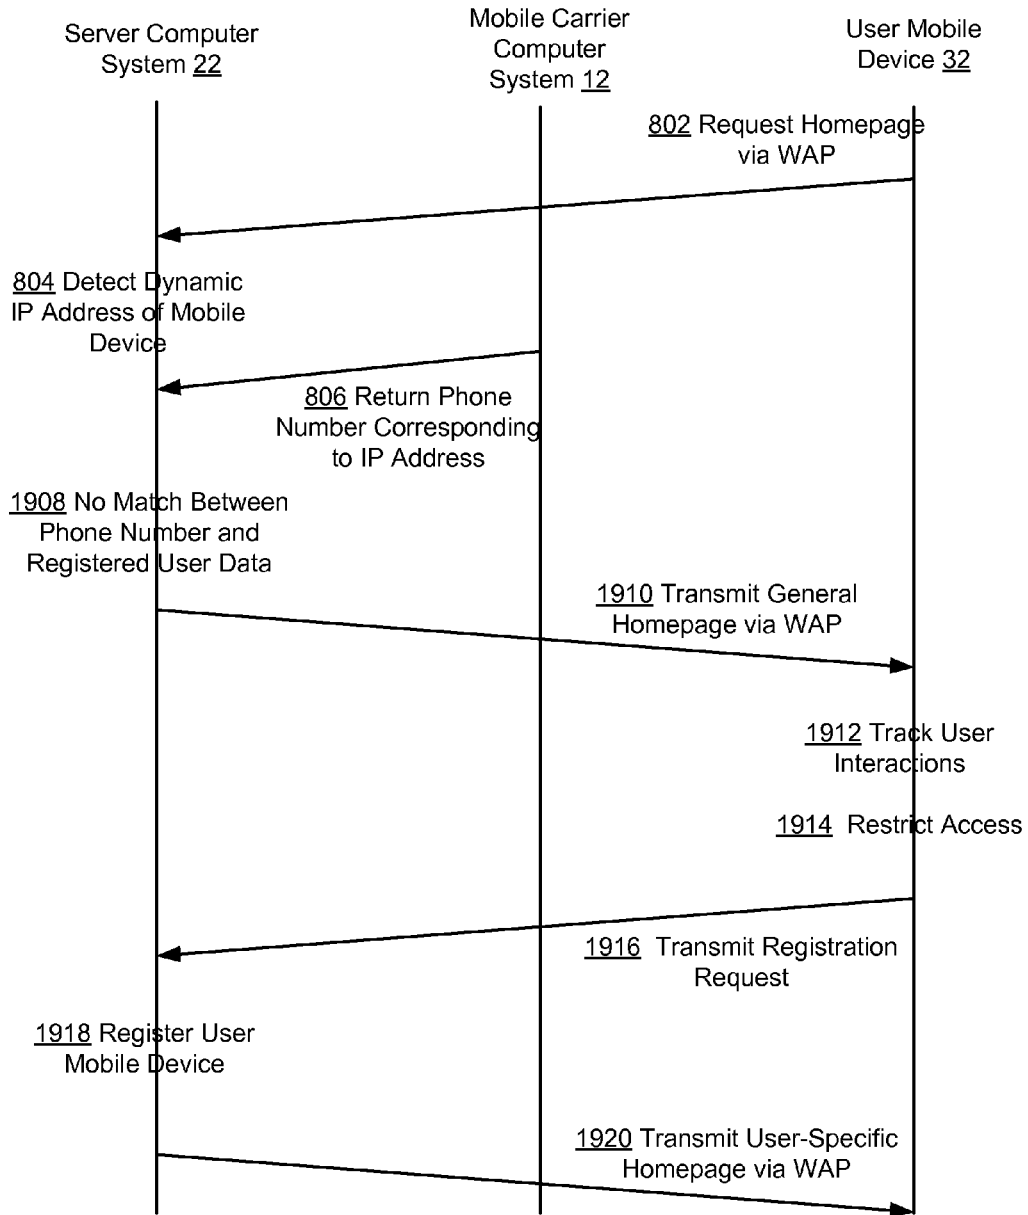 Server Computer
System 22
Mobile Carrier
Computer
System 12
User Mobile
Device 32
802 Request Homepage
via WAP
804 Detect Dynamic
IP Address of Mobile
Device
806 Return Phone
Number Corresponding
to IP Address
1908 No Match Between
Phone Number and
Registered User Data
1910 Transmit General
Homepage via WAP
1912 Track User
Interactions
1914 Restrict Access
1916 Transmit Registration
Request
1918 Register User
Mobile Device
1920 Transmit User-Specific
Homepage via WAP